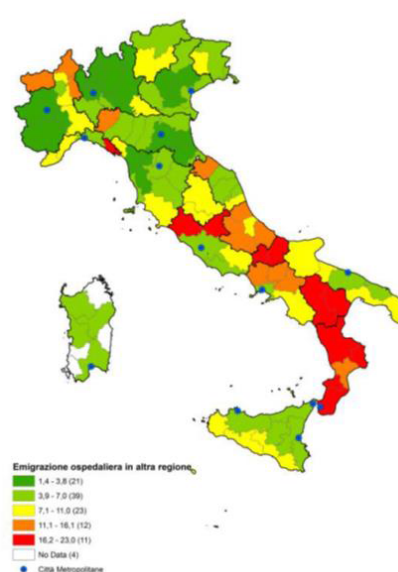 Emigrazione ospedaliera in altra regione
1,4 - 3,8 (21)
3,9 - 7,0 (39)
7,1 - 11,0 (23)
11,1 - 16,1 (12)
16,2 - 23,0 (11)
No Data (4)
Città Metropolitane